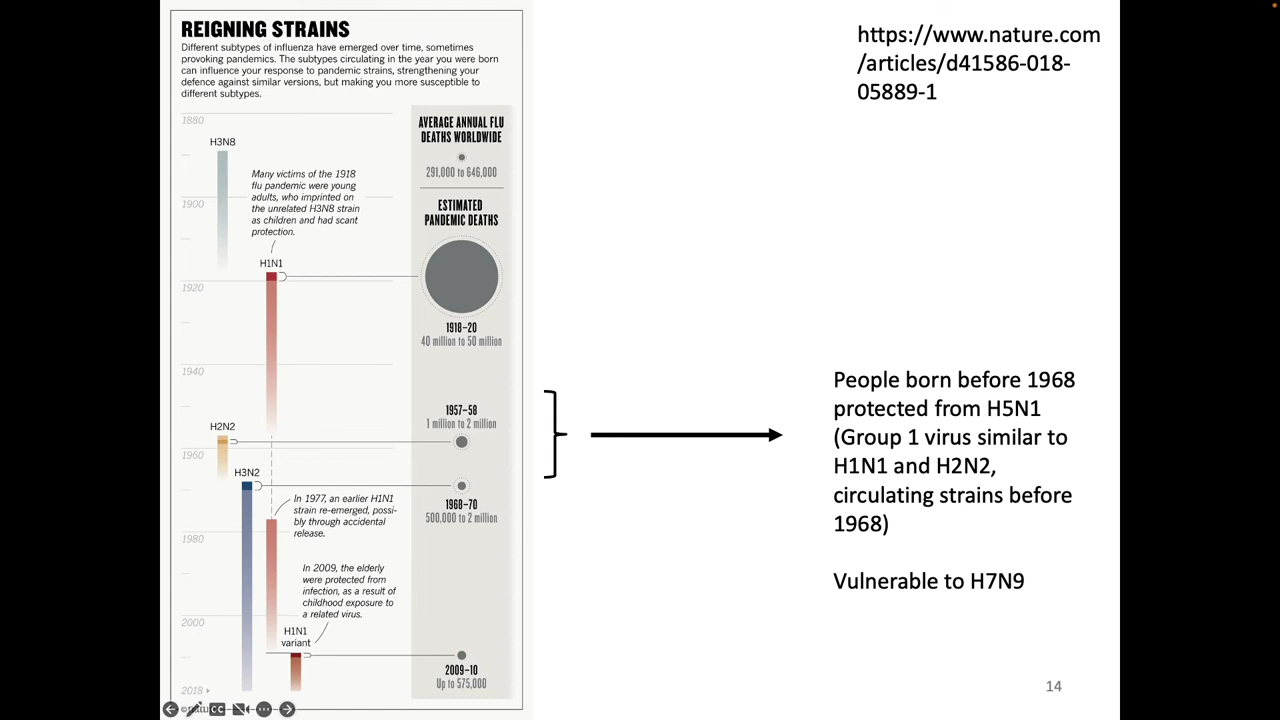 REIGNING STRAINS
Different subtypes of influenza have emerged over time, sometimes
provoking pandemics. The subtypes circulating in the year you were born
can influence your response to pandemic strains, strengthening your
defence against similar versions, but making you more susceptible to
different subtypes.
1880
H3N8
Many victims of the 1918
flu pandemic were young
adults, who imprinted on
the unrelated H3N8 strain
as children and had scant
protection.
1900
H1N1
1920
1940
H2N2
1960
H3N2
In 1977, an earlier H1N1
strain re-emerged, possi-
bly through accidental
release.
1980
In 2009, the elderly
were protected from
infection, as a result of
childhood exposure to
a related virus.
2000
H1N1
variant
2018
AVERAGE ANNUAL FLU
DEATHS WORLDWIDE
291,000 to 646,000
ESTIMATED
PANDEMIC DEATHS
1918–20
40 million to 50 million
1957–58
1 million to 2 million
1968–70
500,000 to 2 million
2009–10
Up to 575,000
CC
https://www.nature.com
/articles/d41586-018-
05889-1
People born before 1968
protected from H5N1
(Group 1 virus similar to
H1N1 and H2N2,
circulating strains before
1968)
Vulnerable to H7N9
14